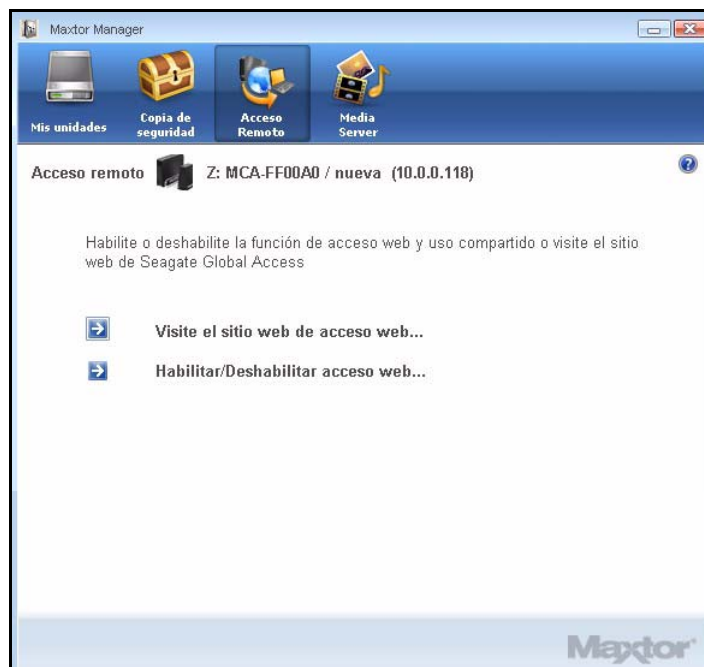 Maxtor Manager
Mis unidades
Copia de
seguridad
Acceso
Remoto
Media
Server
Acceso remoto Z: MCA-FF00A0 / nueva (10.0.0.118)
?
Habilite o deshabilite la función de acceso web y uso compartido o visite el sitio
web de Seagate Global Access
Visite el sitio web de acceso web...
Habilitar/Deshabilitar acceso web...
Maxtor